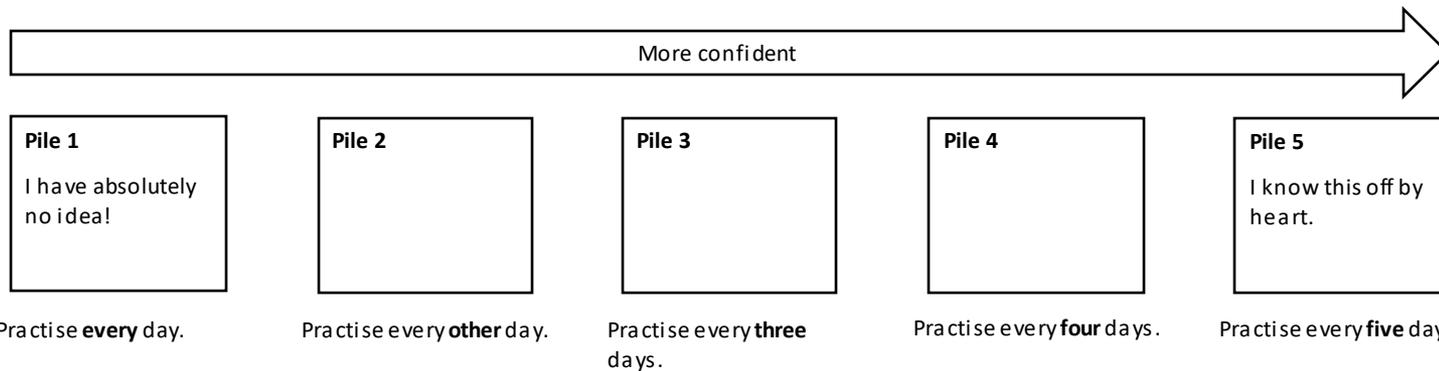 More confident
Pile 1
I have absolutely
no idea!
Pile 2
Pile 3
Pile 4
Pile 5
I know this off by
heart.
Practise every day.
Practise every other day.
Practise every three
days.
Practise every four days.
Practise every five day